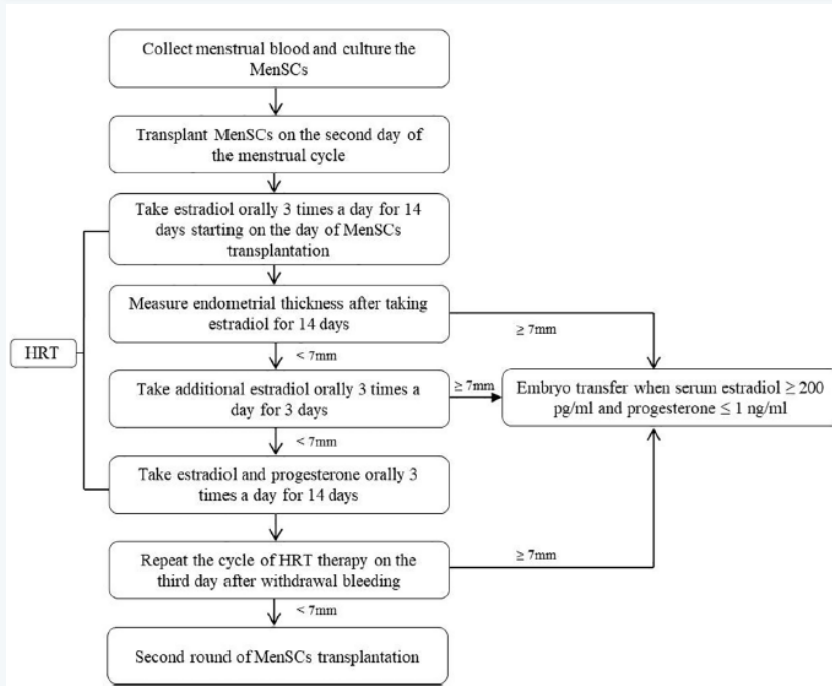 Collect menstrual blood and culture the
MenSCs
Transplant MenSCs on the second day of
the menstrual cycle
Take estradiol orally 3 times a day for 14
days starting on the day of MenSCs
transplantation
Measure endometrial thickness after taking
estradiol for 14 days
≥ 7mm
HRT
< 7mm
Take additional estradiol orally 3 times a
day for 3 days
≥ 7mm
Embryo transfer when serum estradiol ≥ 200
pg/ml and progesterone ≤ 1 ng/ml
< 7mm
Take estradiol and progesterone orally 3
times a day for 14 days
Repeat the cycle of HRT therapy on the
third day after withdrawal bleeding
≥ 7mm
< 7mm
Second round of MenSCs transplantation